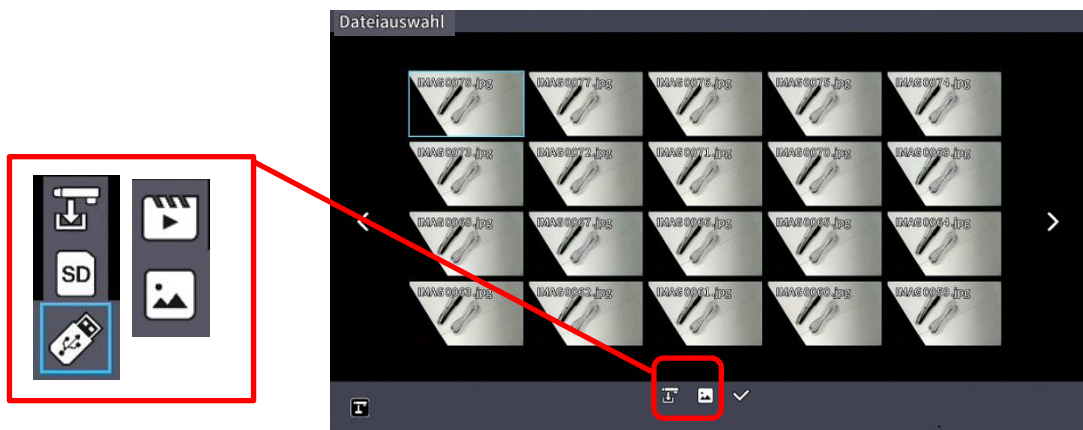 Dateiauswahl
IMAG0078.jpg IMAG0077.jpg IMAG0076.jpg IMAG0075.jpg IMAG0074.jpg
IMAG0073.jpg IMAG0072.jpg IMAG0071.jpg IMAG0070.jpg IMAG0069.jpg
IMAG0068.jpg IMAG0067.jpg IMAG0066.jpg IMAG0065.jpg IMAG0064.jpg
IMAG0063.jpg IMAG0062.jpg IMAG0061.jpg IMAG0060.jpg IMAG0059.jpg
SD